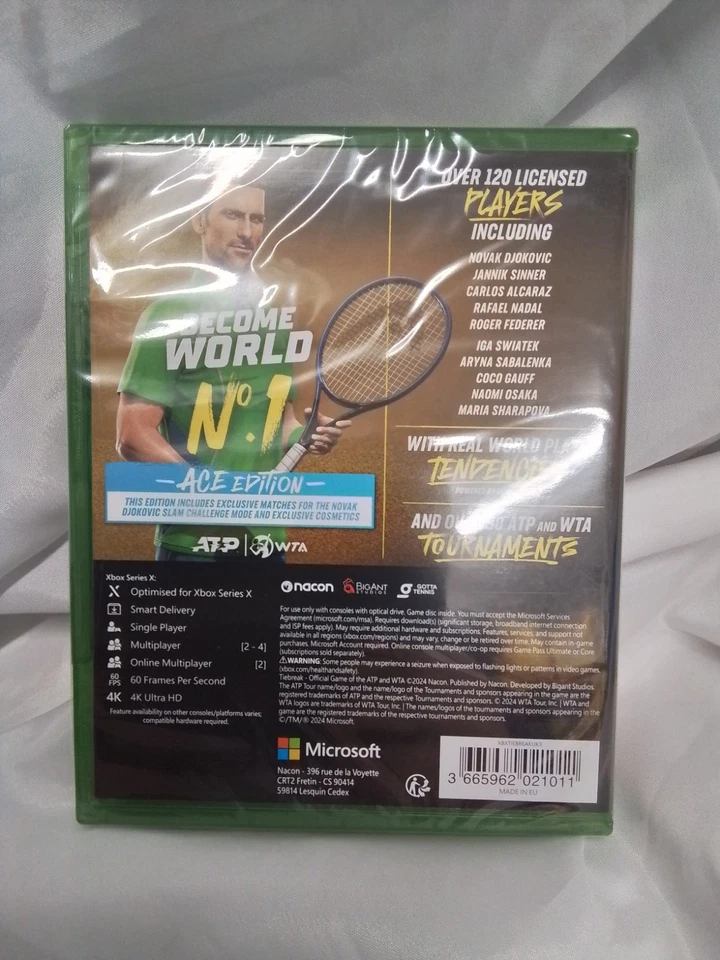 OVER 120 LICENSED
PLAYERS
INCLUDING
NOVAK DJOKOVIC
JANNIK SINNER
CARLOS ALCARAZ
RAFAEL NADAL
ROGER FEDERER
IGA SWIATEK
ARYNA SABALENKA
COCO GAUFF
NAOMI OSAKA
MARIA SHARAPOVA
WITH REAL WORLD
AND ATP AND WTA
TOURNAMENTS
BECOME
WORLD
No.1
ACE EDITION
THIS EDITION INCLUDES EXCLUSIVE MATCHES FOR THE NOVAK
DJOKOVIC SLAM CHALLENGE MODE AND EXCLUSIVE COSMETICS
ATP WTA
Xbox Series X:
Optimised for Xbox Series X
Smart Delivery
Single Player
Multiplayer [2 - 4]
Online Multiplayer [2]
60 FPS 60 Frames Per Second
4K 4K Ultra HD
Feature availability on other consoles/platforms varies;
compatible hardware required.
nacon BIGANT STUDIOS GOTTA TENNIS
For use only with consoles with optical drive. Game disc inside. You must accept the Microsoft Services
Agreement (microsoft.com/msa). Requires download(s) (significant storage, broadband internet connection
and ISP fees apply). May require additional hardware and subscriptions. Features, services, and support not
available in all regions (xbox.com/regions) and may vary, change or be retired over time. May contain in-game
purchases. Microsoft account required. Online console multiplayer/co-op requires Game Pass Ultimate or Core
(subscriptions sold separately).
WARNING: Some people may experience a seizure when exposed to flashing lights or patterns in video games.
(xbox.com/healthandsafety).
Tiebreak - Official Game of the ATP and WTA ©2024 Nacon. Published by Nacon. Developed by Bigant Studios.
The ATP Tour name/logo and the name/logo of the Tournaments and sponsors appearing in the game are the
registered trademarks of ATP and the respective Tournaments and sponsors. © 2024 WTA Tour, Inc. | WTA and
WTA logos are trademarks of WTA Tour, Inc. | The names/logos of the tournaments and sponsors appearing in the
game are the registered trademarks of the respective tournaments and sponsors.
©/TM/® 2024 Microsoft.
Microsoft
Nacon - 396 rue de la Voyette
CRT2 Fretin - CS 90414
59814 Lesquin Cedex
3 665962 021011
MADE IN EU